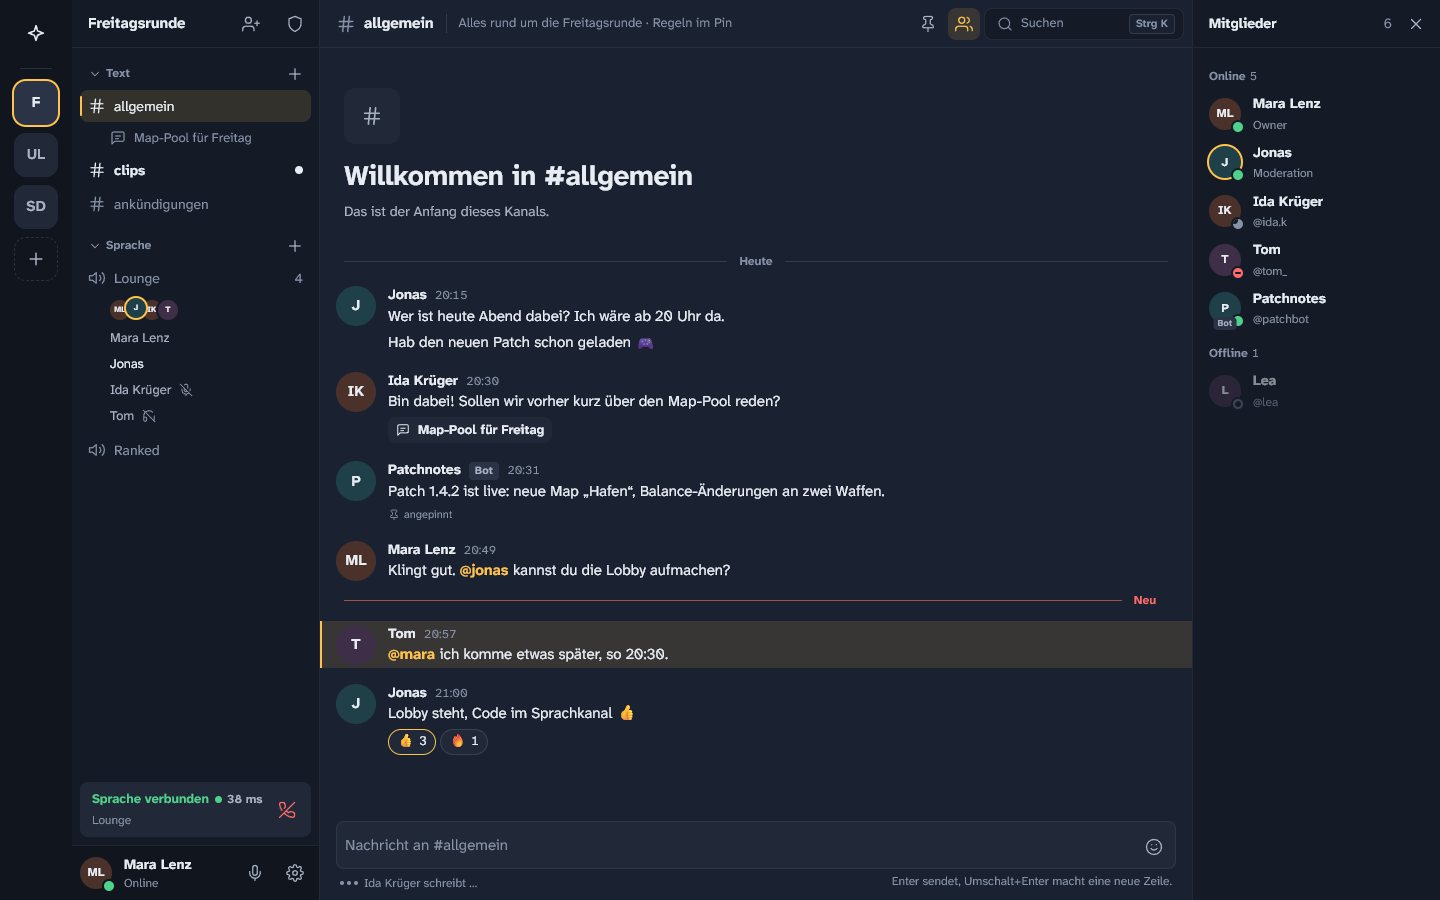 Freitagsrunde
F
UL
SD
Text
allgemein
Map-Pool für Freitag
clips
ankündigungen
Sprache
Lounge 4
ML J IK T
Mara Lenz
Jonas
Ida Krüger
Tom
Ranked
Sprache verbunden 38 ms
Lounge
ML Mara Lenz
Online
# allgemein Alles rund um die Freitagsrunde · Regeln im Pin Suchen Strg K
#
Willkommen in #allgemein
Das ist der Anfang dieses Kanals.
Heute
J Jonas 20:15
Wer ist heute Abend dabei? Ich wäre ab 20 Uhr da.
Hab den neuen Patch schon geladen 🎮
IK Ida Krüger 20:30
Bin dabei! Sollen wir vorher kurz über den Map-Pool reden?
Map-Pool für Freitag
P Patchnotes Bot 20:31
Patch 1.4.2 ist live: neue Map „Hafen“, Balance-Änderungen an zwei Waffen.
angepinnt
ML Mara Lenz 20:49
Klingt gut. @jonas kannst du die Lobby aufmachen?
Neu
T Tom 20:57
@mara ich komme etwas später, so 20:30.
J Jonas 21:00
Lobby steht, Code im Sprachkanal 👍
👍 3 🔥 1
Nachricht an #allgemein
Ida Krüger schreibt …
Enter sendet, Umschalt+Enter macht eine neue Zeile.
Mitglieder 6
Online 5
ML Mara Lenz
Owner
J Jonas
Moderation
IK Ida Krüger
@ida.k
T Tom
@tom_
P Patchnotes
Bot @patchbot
Offline 1
L Lea
@lea